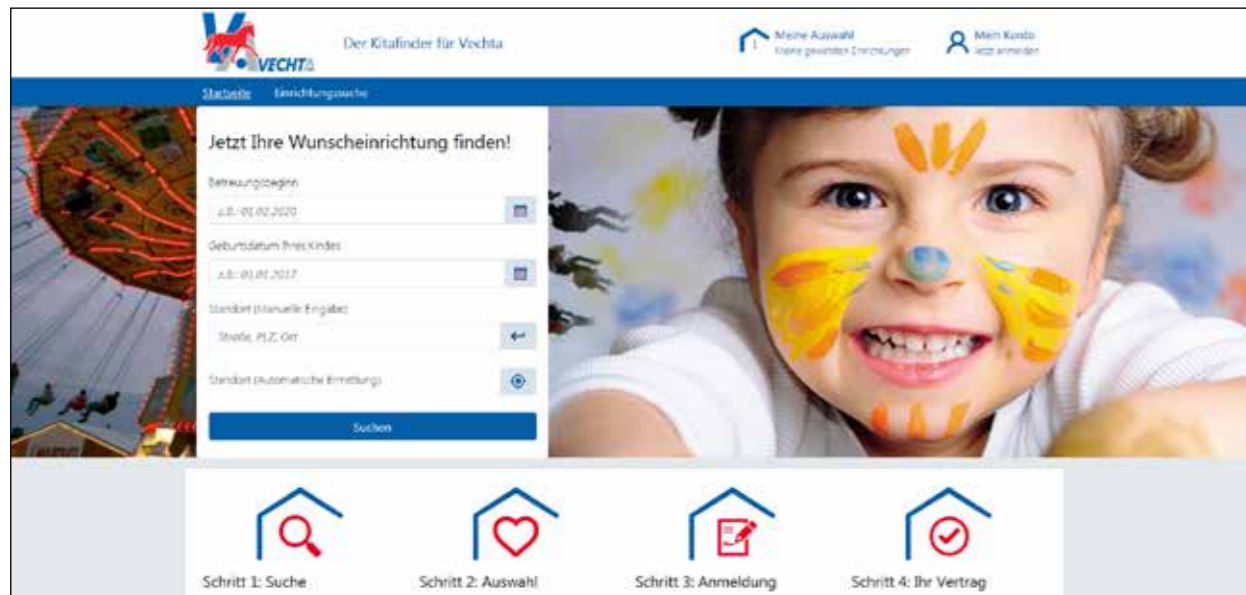 VECHTA
Der Kitafinder für Vechta
Meine Auswahl
Meine gewählten Einrichtungen
Mein Konto
Jetzt anmelden
Startseite Einrichtungssuche
Jetzt Ihre Wunscheinrichtung finden!
Betreuungsbeginn
z.B.: 01.02.2020
Geburtsdatum Ihres Kindes
z.B.: 01.01.2017
Standort (Manuelle Eingabe)
Straße, PLZ, Ort
Standort (Automatische Ermittlung)
Suchen
Schritt 1: Suche
Schritt 2: Auswahl
Schritt 3: Anmeldung
Schritt 4: Ihr Vertrag